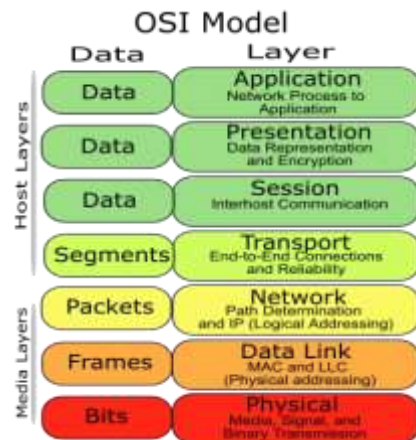 OSI Model
Data Layer
Host Layers
Data Application
Network Process to
Application
Data Presentation
Data Representation
and Encryption
Data Session
Interhost Communication
Segments Transport
End-to-End Connections
and Reliability
Media Layers
Packets Network
Path Determination
and IP (Logical Addressing)
Frames Data Link
MAC and LLC
(Physical addressing)
Bits Physical
Media, Signal, and
Binary Transmission